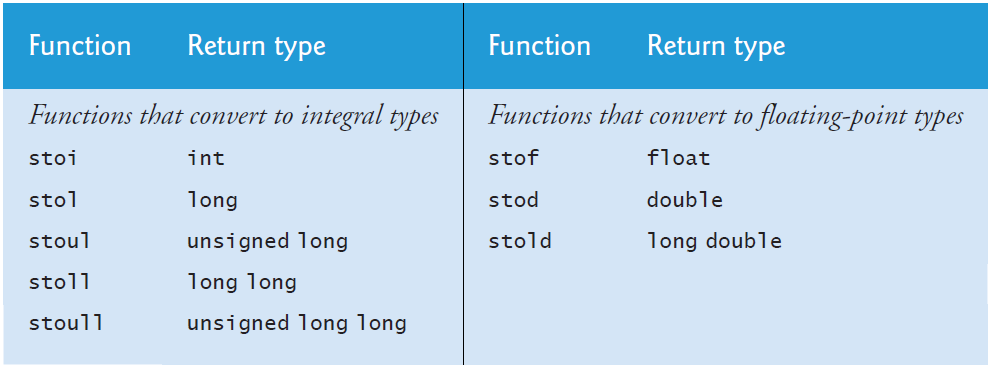 Function Return type
Functions that convert to integral types
stoi int
stol long
stoul unsigned long
stoll long long
stoull unsigned long long
Function Return type
Functions that convert to floating-point types
stof float
stod double
stold long double